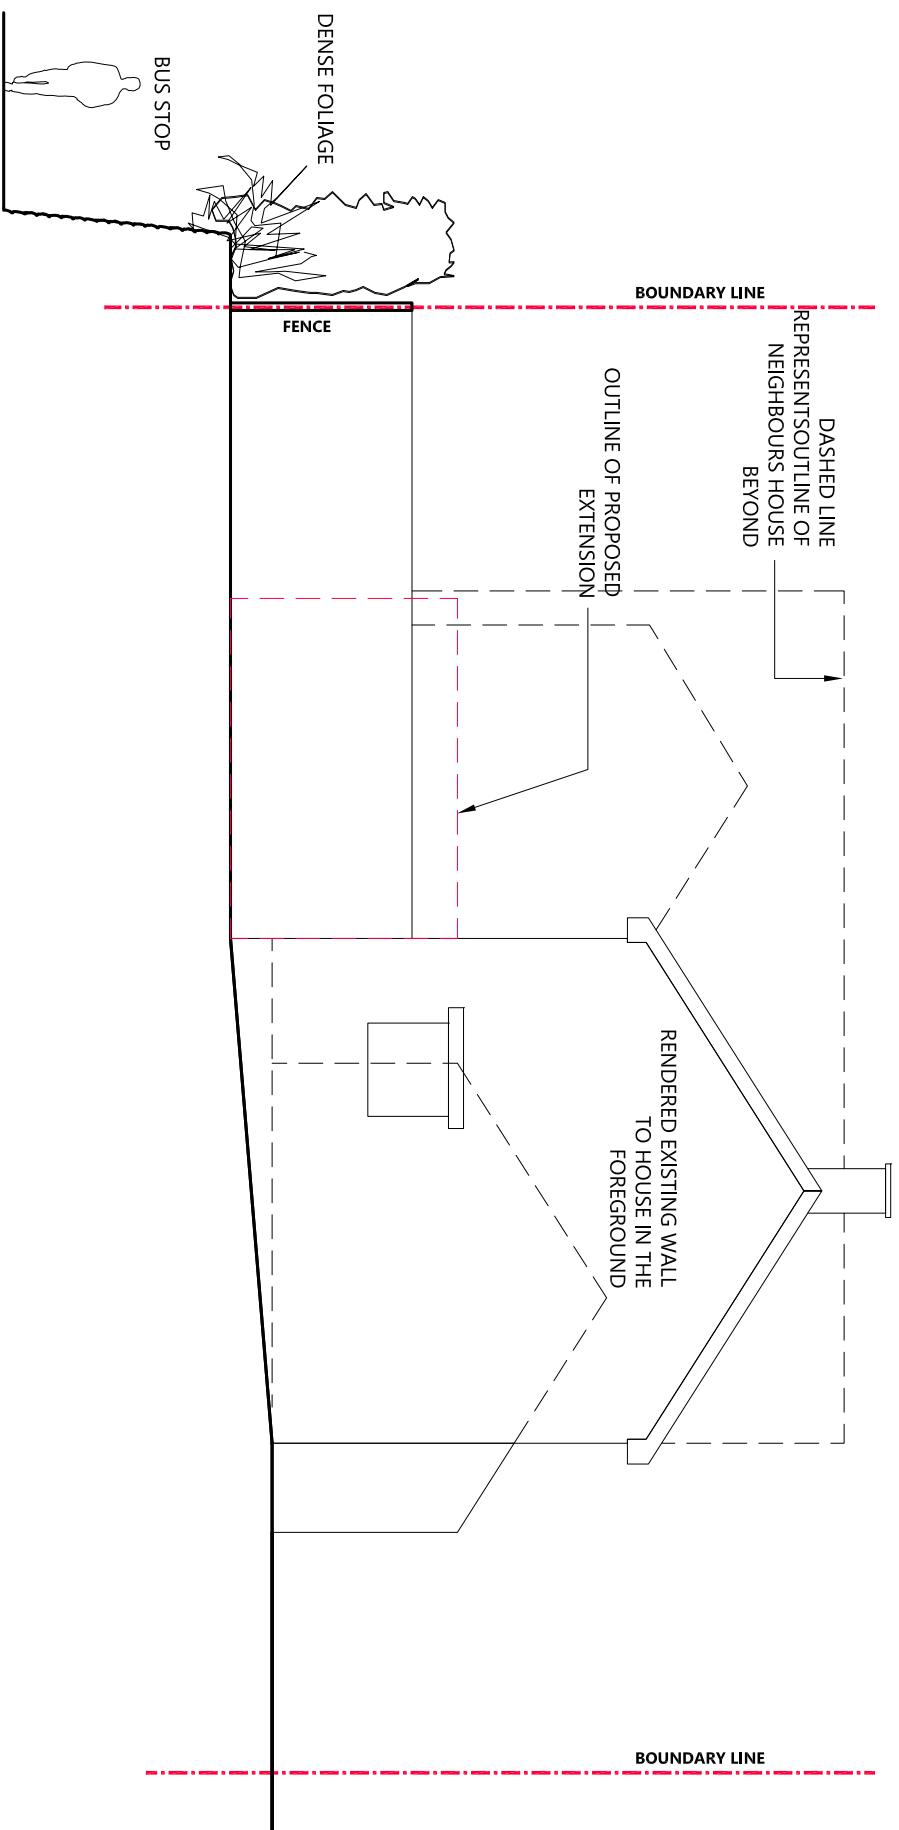 BUS STOP
DENSE FOLIAGE
BOUNDARY LINE
FENCE
DASHED LINE
REPRESENTSOUTLINE OF
NEIGHBOURS HOUSE
BEYOND
OUTLINE OF PROPOSED
EXTENSION
RENDERED EXISTING WALL
TO HOUSE IN THE
FOREGROUND
BOUNDARY LINE